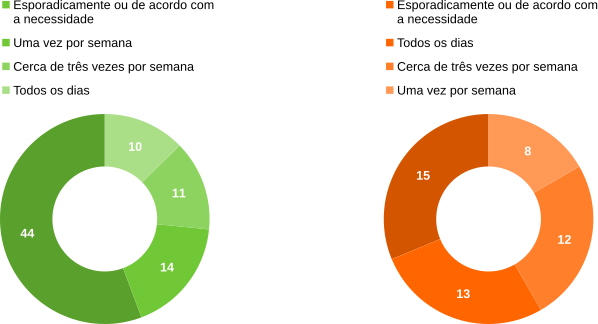 Esporadicamente ou de acordo com
a necessidade
Uma vez por semana
Cerca de três vezes por semana
Todos os dias
10
11
14
44
Esporadicamente ou de acordo com
a necessidade
Todos os dias
Cerca de três vezes por semana
Uma vez por semana
8
12
13
15